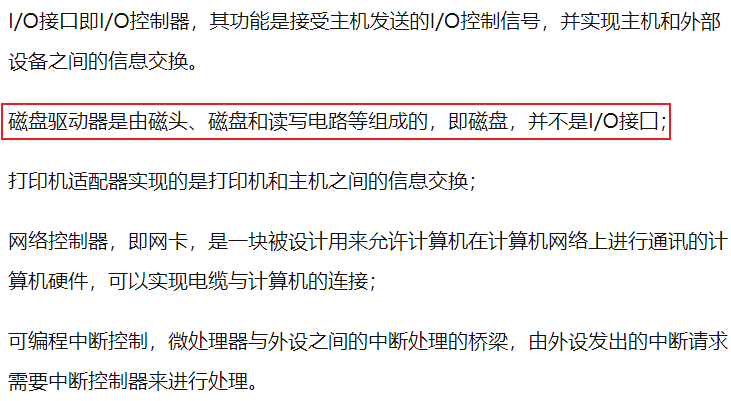 I/O接口即I/O控制器，其功能是接受主机发送的I/O控制信号，并实现主机和外部
设备之间的信息交换。
磁盘驱动器是由磁头、磁盘和读写电路等组成的，即磁盘，并不是I/O接口；
打印机适配器实现的是打印机和主机之间的信息交换；
网络控制器，即网卡，是一块被设计用来允许计算机在计算机网络上进行通讯的计
算机硬件，可以实现电缆与计算机的连接；
可编程中断控制，微处理器与外设之间的中断处理的桥梁，由外设发出的中断请求
需要中断控制器来进行处理。